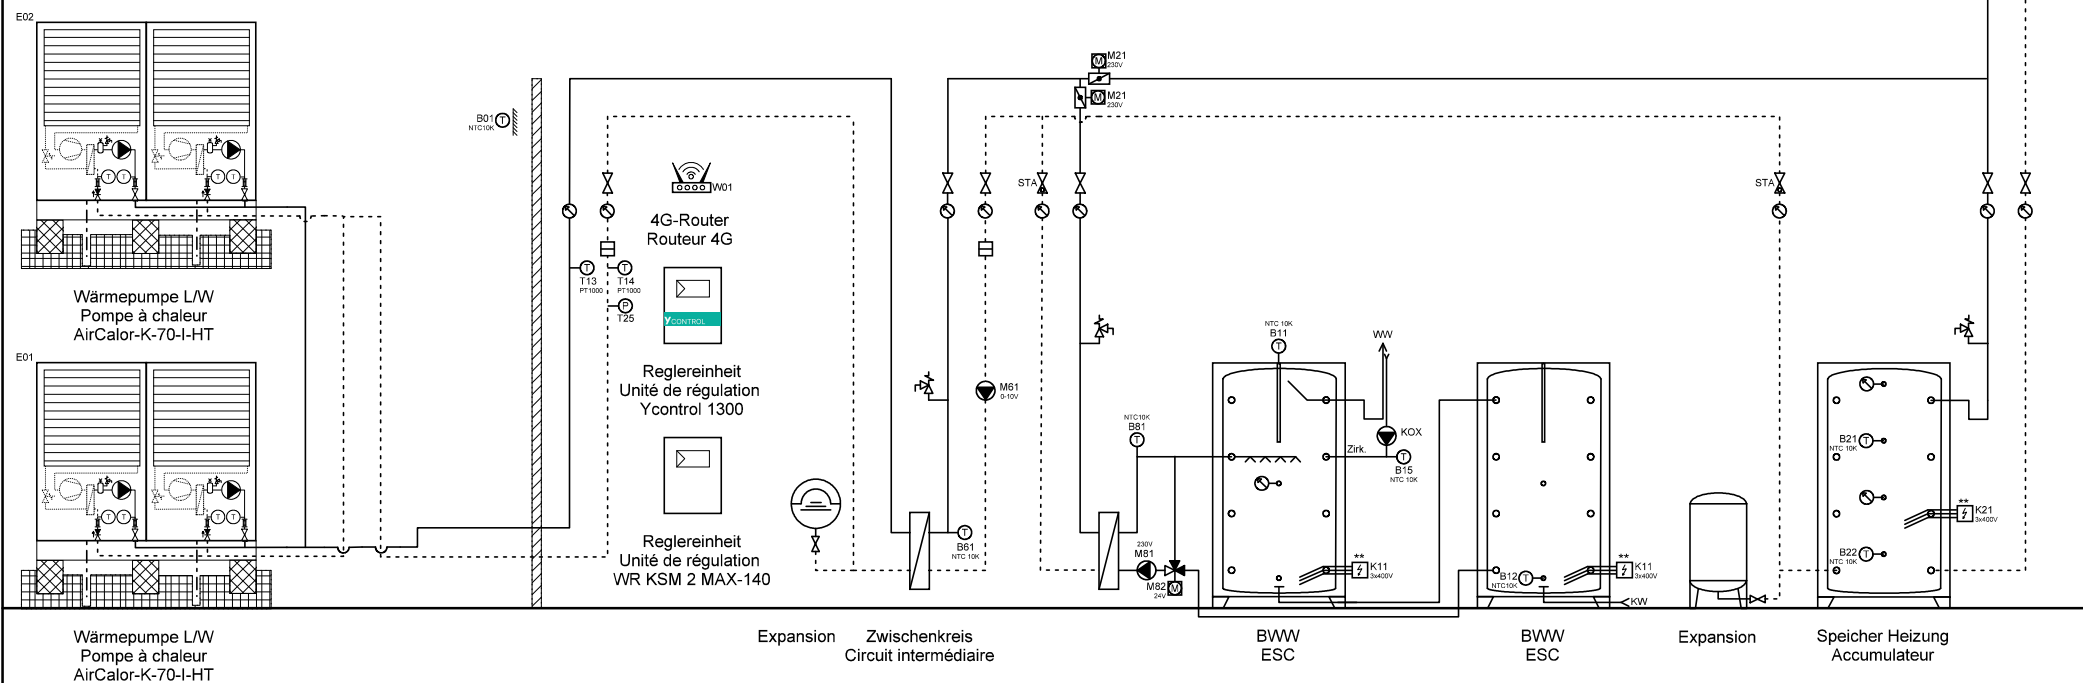 E02
Wärmepumpe L/W
Pompe à chaleur
AirCalor-K-70-I-HT
E01
Wärmepumpe L/W
Pompe à chaleur
AirCalor-K-70-I-HT
T
T
T
T
T
T
T
T
B01
NTC10K
T
T
T13
PT1000
T
T14
PT1000
P
T25
W01
4G-Router
Routeur 4G
YCONTROL
Reglereinheit
Unité de régulation
Ycontrol 1300
Reglereinheit
Unité de régulation
WR KSM 2 MAX-140
Expansion
Zwischenkreis
Circuit intermédiaire
T
B61
NTC 10K
M61
0-10V
STA
M
M21
230V
M
M21
230V
NTC10K
B81
T
230V
M81
M82
24V
M
NTC 10K
B11
T
WW
KOX
Zirk.
T
B15
NTC 10K
**
K11
3x400V
BWW
ESC
B12
NTC10K
T
**
K11
3x400V
KW
BWW
ESC
STA
Expansion
B21
NTC 10K
T
**
K21
3x400V
B22
NTC 10K
T
Speicher Heizung
Accumulateur